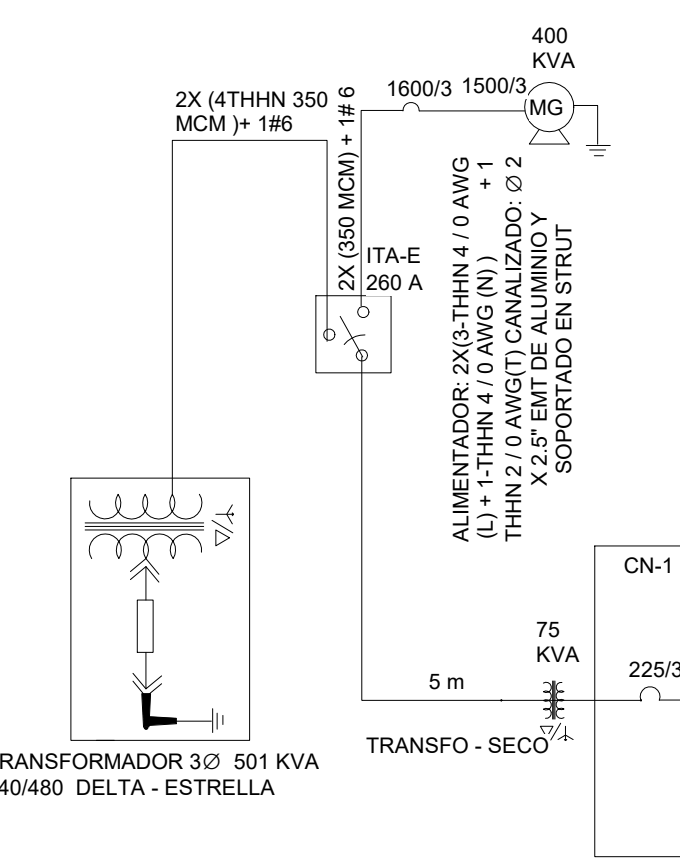 400
KVA
1600/3
1500/3
MG
2X (4THHN 350
MCM )+ 1#6
2X (350 MCM) + 1# 6
ITA-E
260 A
ALIMENTADOR: 2X(3-THHN 4 / 0 AWG
(L) + 1-THHN 4 / 0 AWG (N) ) + 1
THHN 2 / 0 AWG(T) CANALIZADO: ∅ 2
X 2.5" EMT DE ALUMINIO Y
SOPORTADO EN STRUT
CN-1
75
KVA
225/3
5 m
TRANSFO - SECO
RANSFORMADOR 3∅ 501 KVA
40/480 DELTA - ESTRELLA